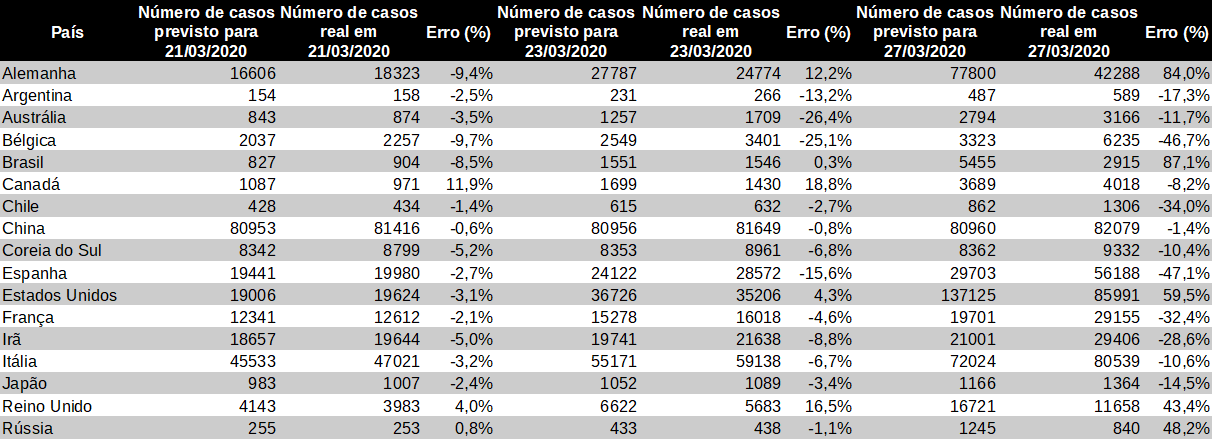 País Número de casos previsto para 21/03/2020 Número de casos real em 21/03/2020 Erro (%) Número de casos previsto para 23/03/2020 Número de casos real em 23/03/2020 Erro (%) Número de casos previsto para 27/03/2020 Número de casos real em 27/03/2020 Erro (%)
Alemanha 16606 18323 -9,4% 27787 24774 12,2% 77800 42288 84,0%
Argentina 154 158 -2,5% 231 266 -13,2% 487 589 -17,3%
Austrália 843 874 -3,5% 1257 1709 -26,4% 2794 3166 -11,7%
Bélgica 2037 2257 -9,7% 2549 3401 -25,1% 3323 6235 -46,7%
Brasil 827 904 -8,5% 1551 1546 0,3% 5455 2915 87,1%
Canadá 1087 971 11,9% 1699 1430 18,8% 3689 4018 -8,2%
Chile 428 434 -1,4% 615 632 -2,7% 862 1306 -34,0%
China 80953 81416 -0,6% 80956 81649 -0,8% 80960 82079 -1,4%
Coreia do Sul 8342 8799 -5,2% 8353 8961 -6,8% 8362 9332 -10,4%
Espanha 19441 19980 -2,7% 24122 28572 -15,6% 29703 56188 -47,1%
Estados Unidos 19006 19624 -3,1% 36726 35206 4,3% 137125 85991 59,5%
França 12341 12612 -2,1% 15278 16018 -4,6% 19701 29155 -32,4%
Irã 18657 19644 -5,0% 19741 21638 -8,8% 21001 29406 -28,6%
Itália 45533 47021 -3,2% 55171 59138 -6,7% 72024 80539 -10,6%
Japão 983 1007 -2,4% 1052 1089 -3,4% 1166 1364 -14,5%
Reino Unido 4143 3983 4,0% 6622 5683 16,5% 16721 11658 43,4%
Rússia 255 253 0,8% 433 438 -1,1% 1245 840 48,2%